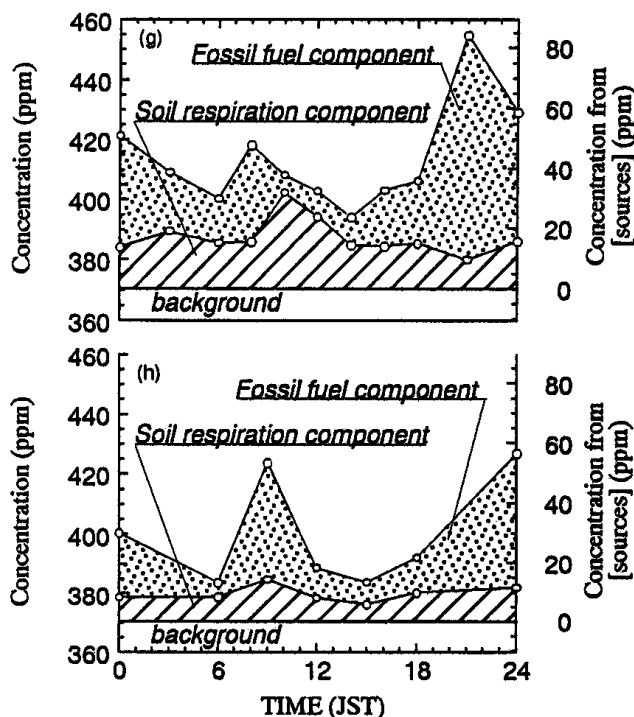 (g)
Fossil fuel component
Soil respiration component
background
460
440
420
400
380
360
Concentration (ppm)
80
60
40
20
0
Concentration from
[sources] (ppm)
(h)
Fossil fuel component
Soil respiration component
background
460
440
420
400
380
360
Concentration (ppm)
80
60
40
20
0
Concentration from
[sources] (ppm)
0 6 12 18 24
TIME (JST)